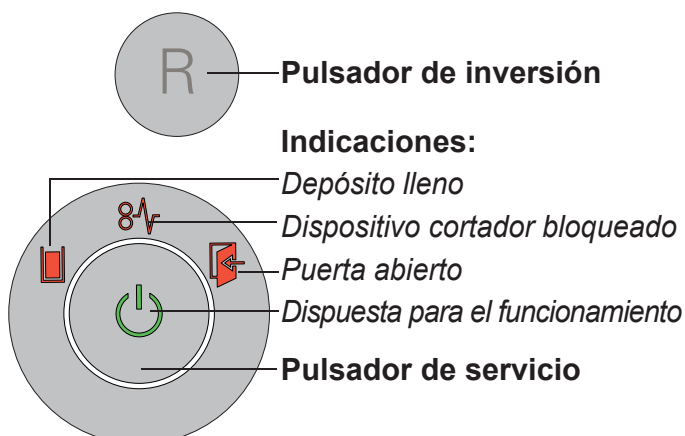 R
Pulsador de inversión
Indicaciones:
Depósito lleno
Dispositivo cortador bloqueado
Puerta abierto
Dispuesta para el funcionamiento
Pulsador de servicio